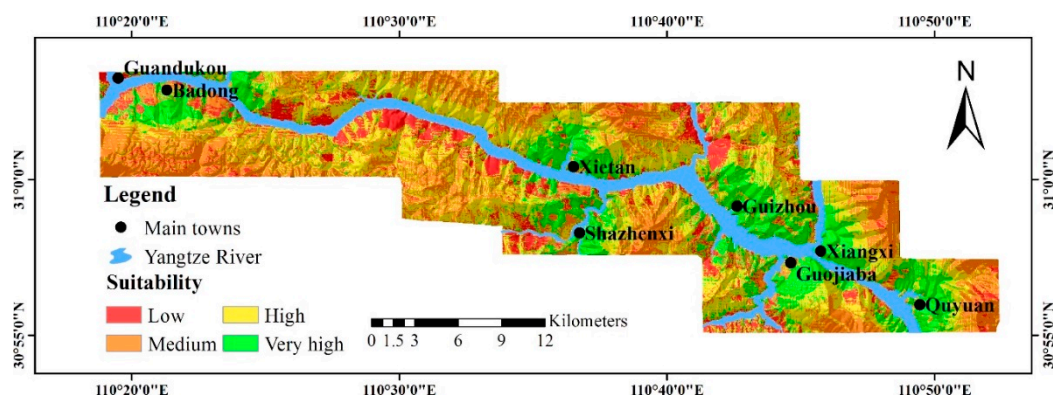 110°20'0"E 110°30'0"E 110°40'0"E 110°50'0"E
Guandukou
Badong
N
Xietan
31°0'0"N 31°0'0"N
Legend
Guizhou
Main towns
Shazhenxi
Yangtze River
Xiangxi
Guojiaba
Suitability
Quyuan
Low High
Kilometers
Medium Very high
0 1.5 3 6 9 12
30°55'0"N 30°55'0"N
110°20'0"E 110°30'0"E 110°40'0"E 110°50'0"E